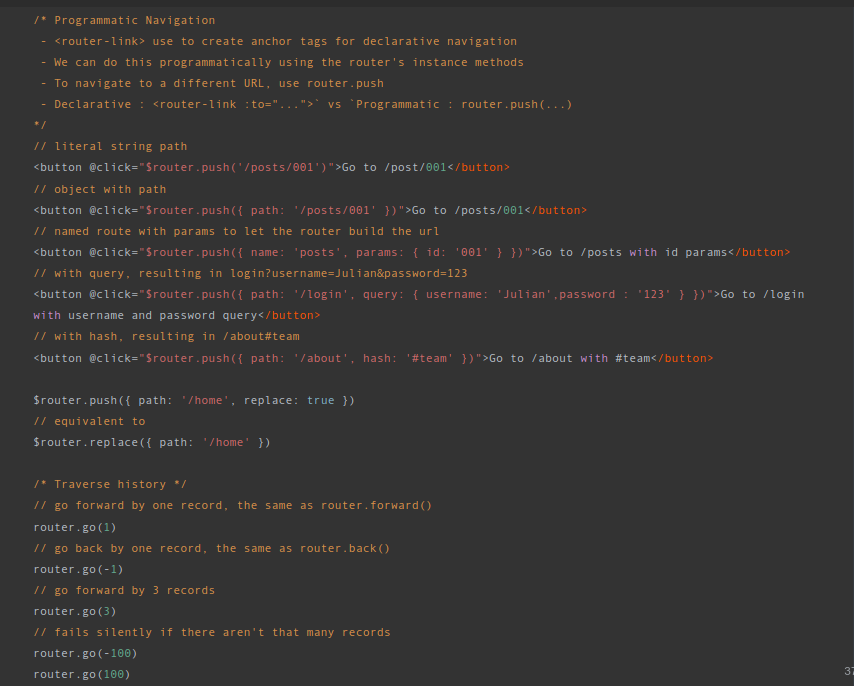 /* Programmatic Navigation
 - <router-link> use to create anchor tags for declarative navigation
 - We can do this programmatically using the router's instance methods
 - To navigate to a different URL, use router.push
 - Declarative : <router-link :to="...">` vs `Programmatic : router.push(...)
*/
// literal string path
<button @click="$router.push('/posts/001')">Go to /post/001</button>
// object with path
<button @click="$router.push({ path: '/posts/001' })">Go to /posts/001</button>
// named route with params to let the router build the url
<button @click="$router.push({ name: 'posts', params: { id: '001' } })">Go to /posts with id params</button>
// with query, resulting in login?username=Julian&password=123
<button @click="$router.push({ path: '/login', query: { username: 'Julian',password : '123' } })">Go to /login
with username and password query</button>
// with hash, resulting in /about#team
<button @click="$router.push({ path: '/about', hash: '#team' })">Go to /about with #team</button>

$router.push({ path: '/home', replace: true })
// equivalent to
$router.replace({ path: '/home' })

/* Traverse history */
// go forward by one record, the same as router.forward()
router.go(1)
// go back by one record, the same as router.back()
router.go(-1)
// go forward by 3 records
router.go(3)
// fails silently if there aren't that many records
router.go(-100)
router.go(100)